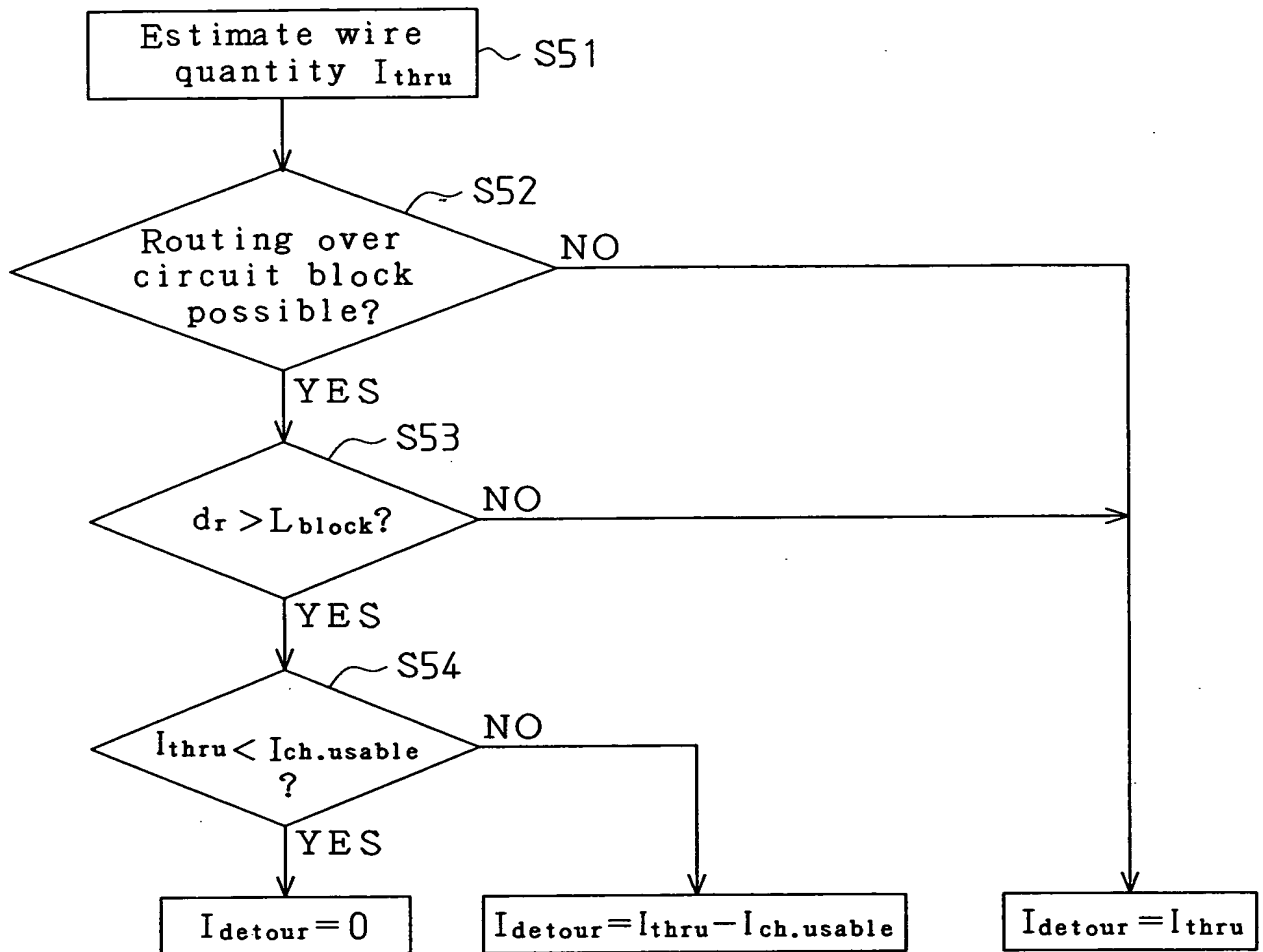 Estimate wire
quantity Ithru
S51
S52
Routing over
circuit block
possible?
NO
YES
S53
dr > Lblock?
NO
YES
S54
Ithru < Ich.usable
?
NO
YES
Idetour = 0
Idetour = Ithru − Ich.usable
Idetour = Ithru